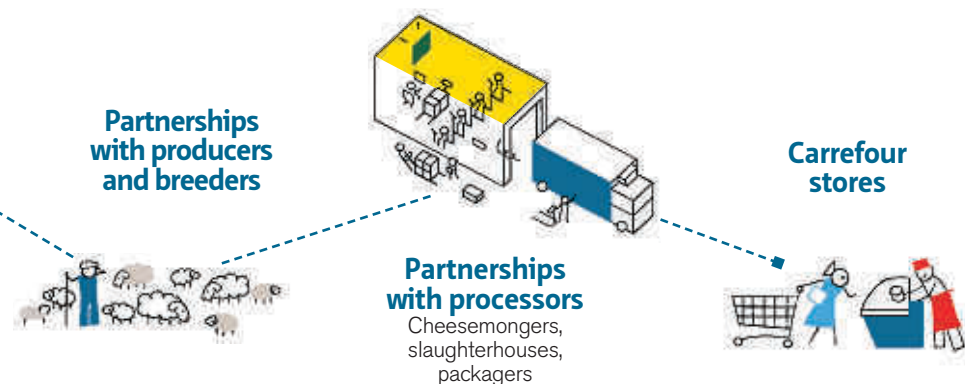 Partnerships
with producers
and breeders
Partnerships
with processors
Cheesemongers,
slaughterhouses,
packagers
Carrefour
stores